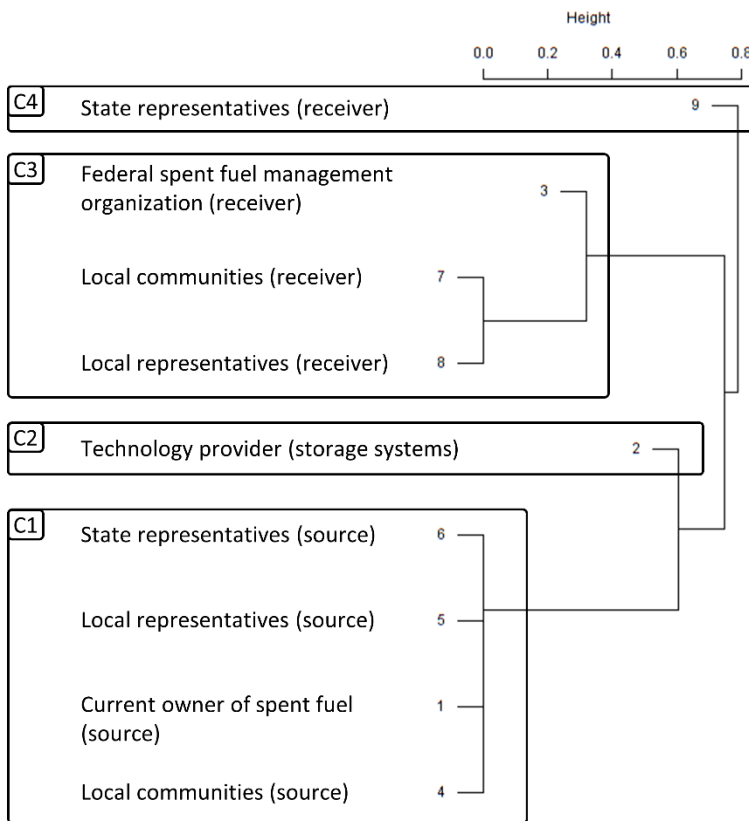 Height
0.0 0.2 0.4 0.6 0.8
C4
State representatives (receiver) 9
C3
Federal spent fuel management
organization (receiver) 3
Local communities (receiver) 7
Local representatives (receiver) 8
C2
Technology provider (storage systems) 2
C1
State representatives (source) 6
Local representatives (source) 5
Current owner of spent fuel 1
(source)
Local communities (source) 4